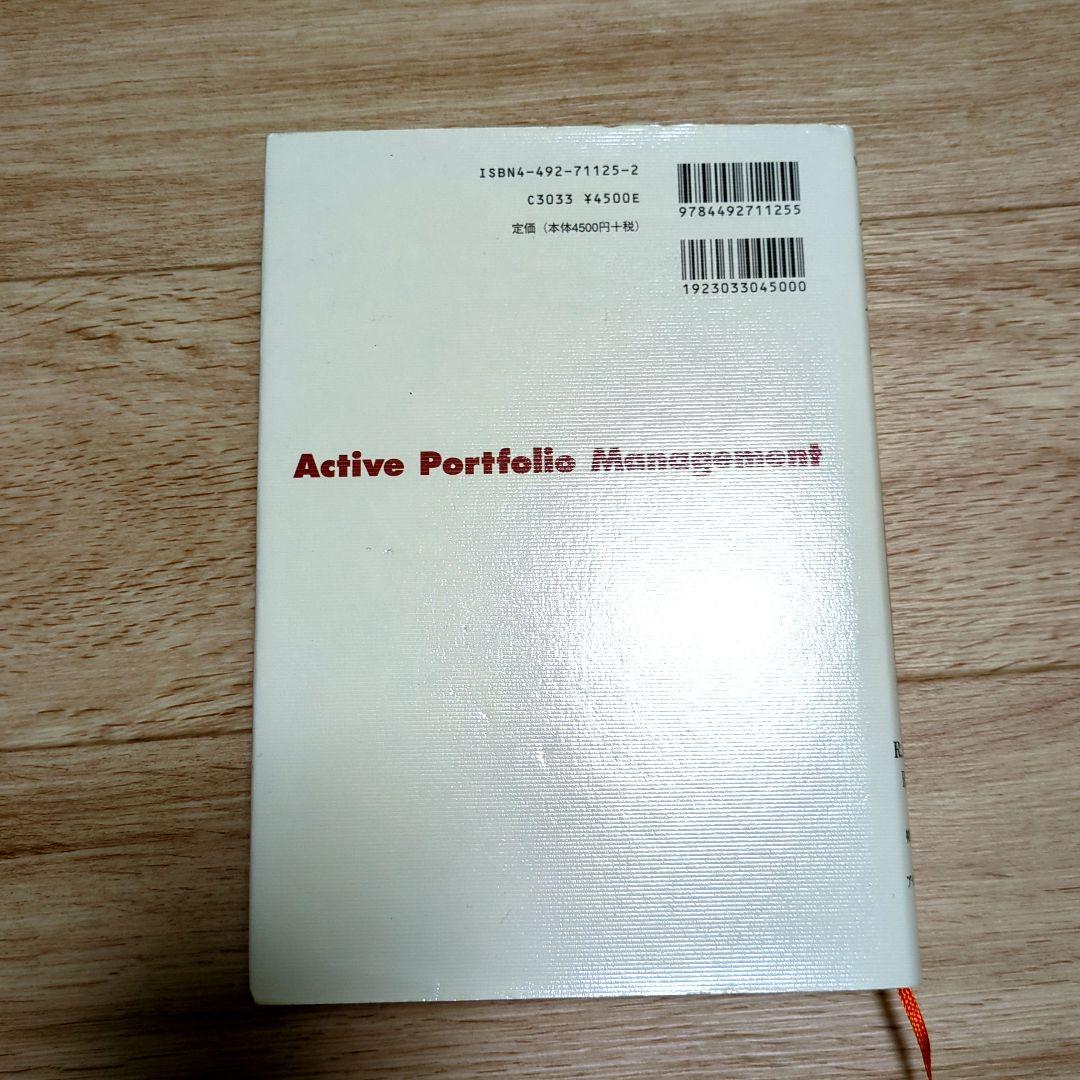 ISBN4-492-71125-2
C3033 ¥4500E
定価（本体4500円＋税）
9784492711255
1923033045000
Active Portfolio Management